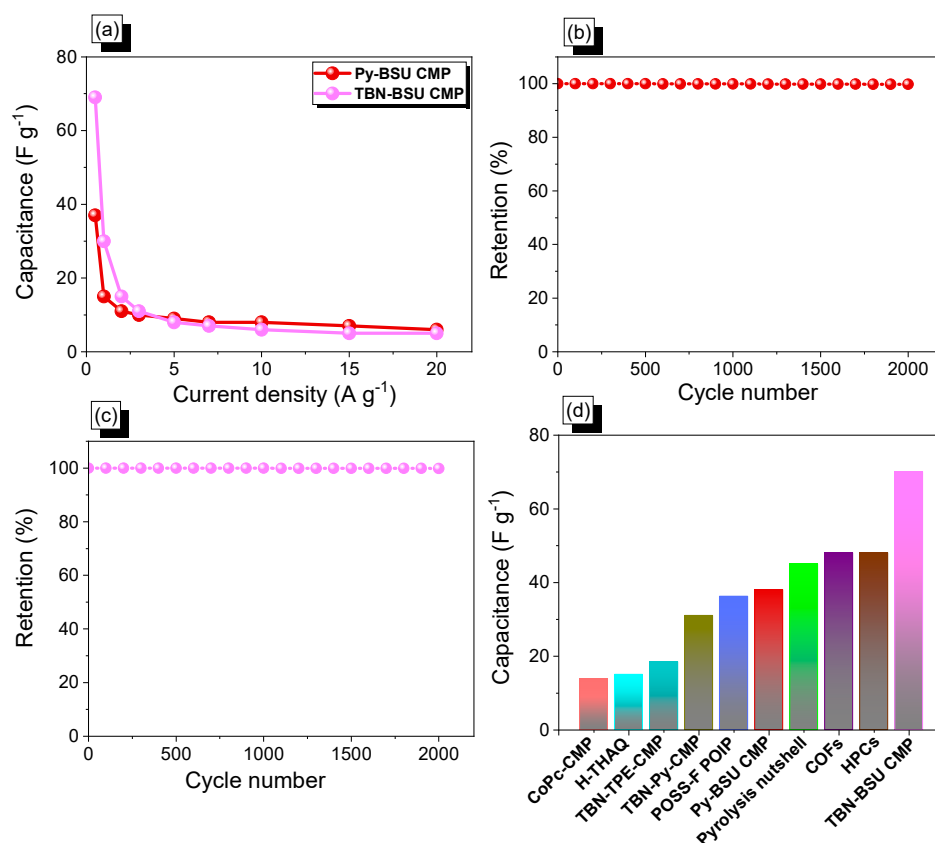 (a)
80
60
40
20
0
0 5 10 15 20
Capacitance (F g⁻¹)
Current density (A g⁻¹)
Py-BSU CMP
TBN-BSU CMP
(b)
100
80
60
40
20
0
0 500 1000 1500 2000
Retention (%)
Cycle number
(c)
100
80
60
40
20
0
0 500 1000 1500 2000
Retention (%)
Cycle number
(d)
80
60
40
20
0
Capacitance (F g⁻¹)
CoPc-CMP
H-THAQ
TBN-TPE-CMP
TBN-Py-CMP
POSS-F POIP
Py-BSU CMP
Pyrolysis nutshell
COFs
HPCs
TBN-BSU CMP